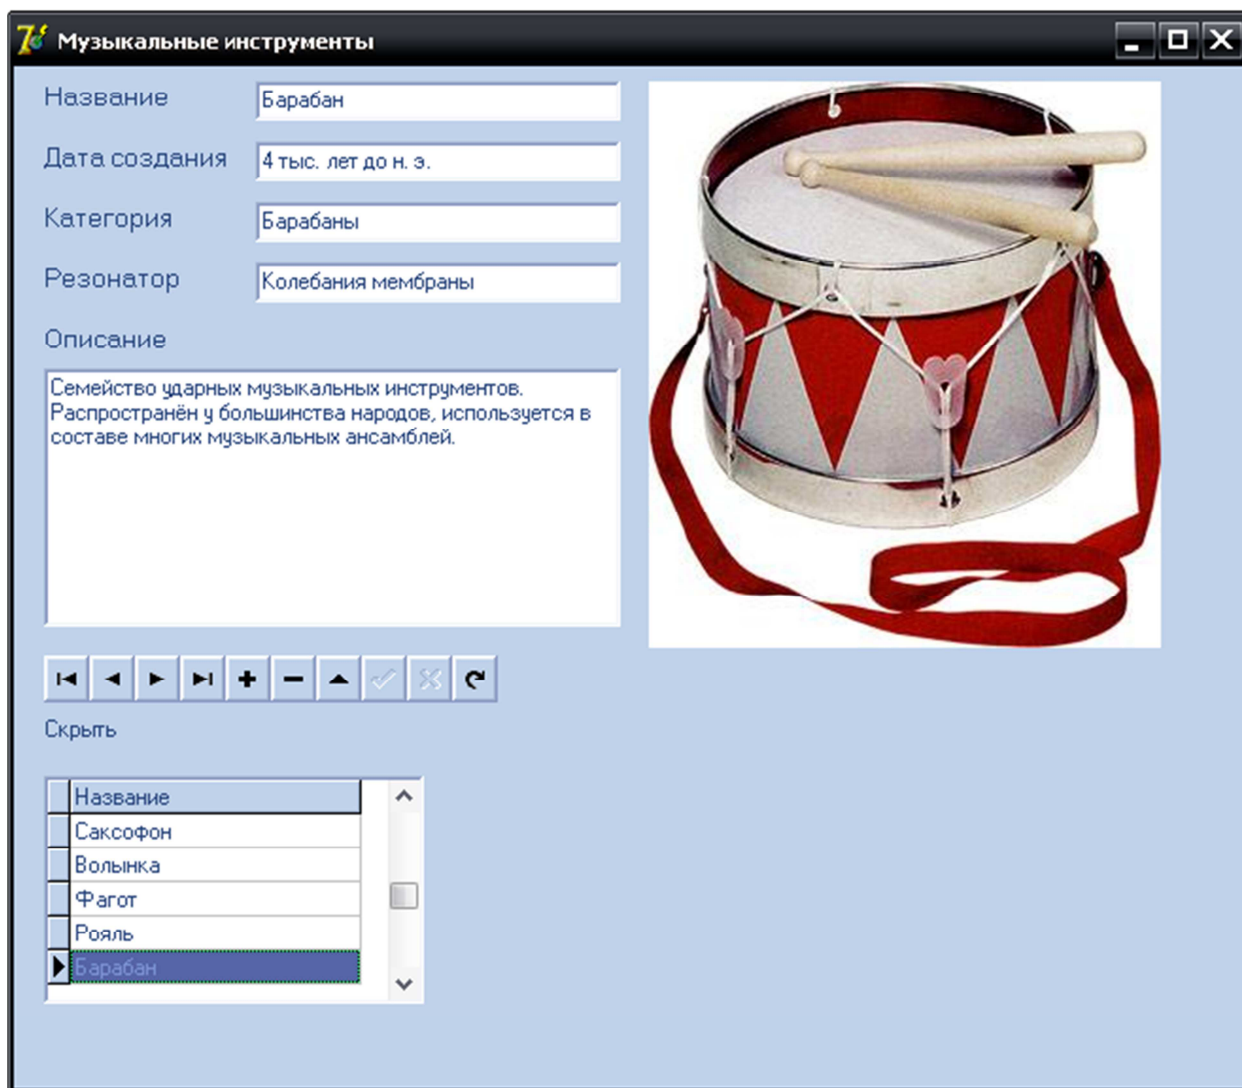 Музыкальные инструменты
Название
Барабан
Дата создания
4 тыс. лет до н. э.
Категория
Барабаны
Резонатор
Колебания мембраны
Описание
Семейство ударных музыкальных инструментов.
Распространён у большинства народов, используется в
составе многих музыкальных ансамблей.
Скрыть
Название
Саксофон
Волынка
Фагот
Рояль
Барабан